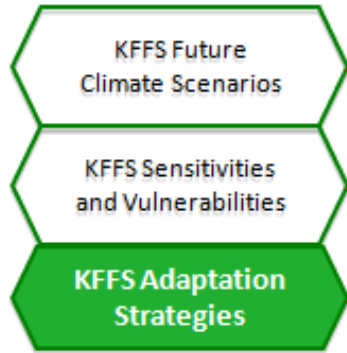 KFFS Future
Climate Scenarios
KFFS Sensitivities
and Vulnerabilities
KFFS Adaptation
Strategies